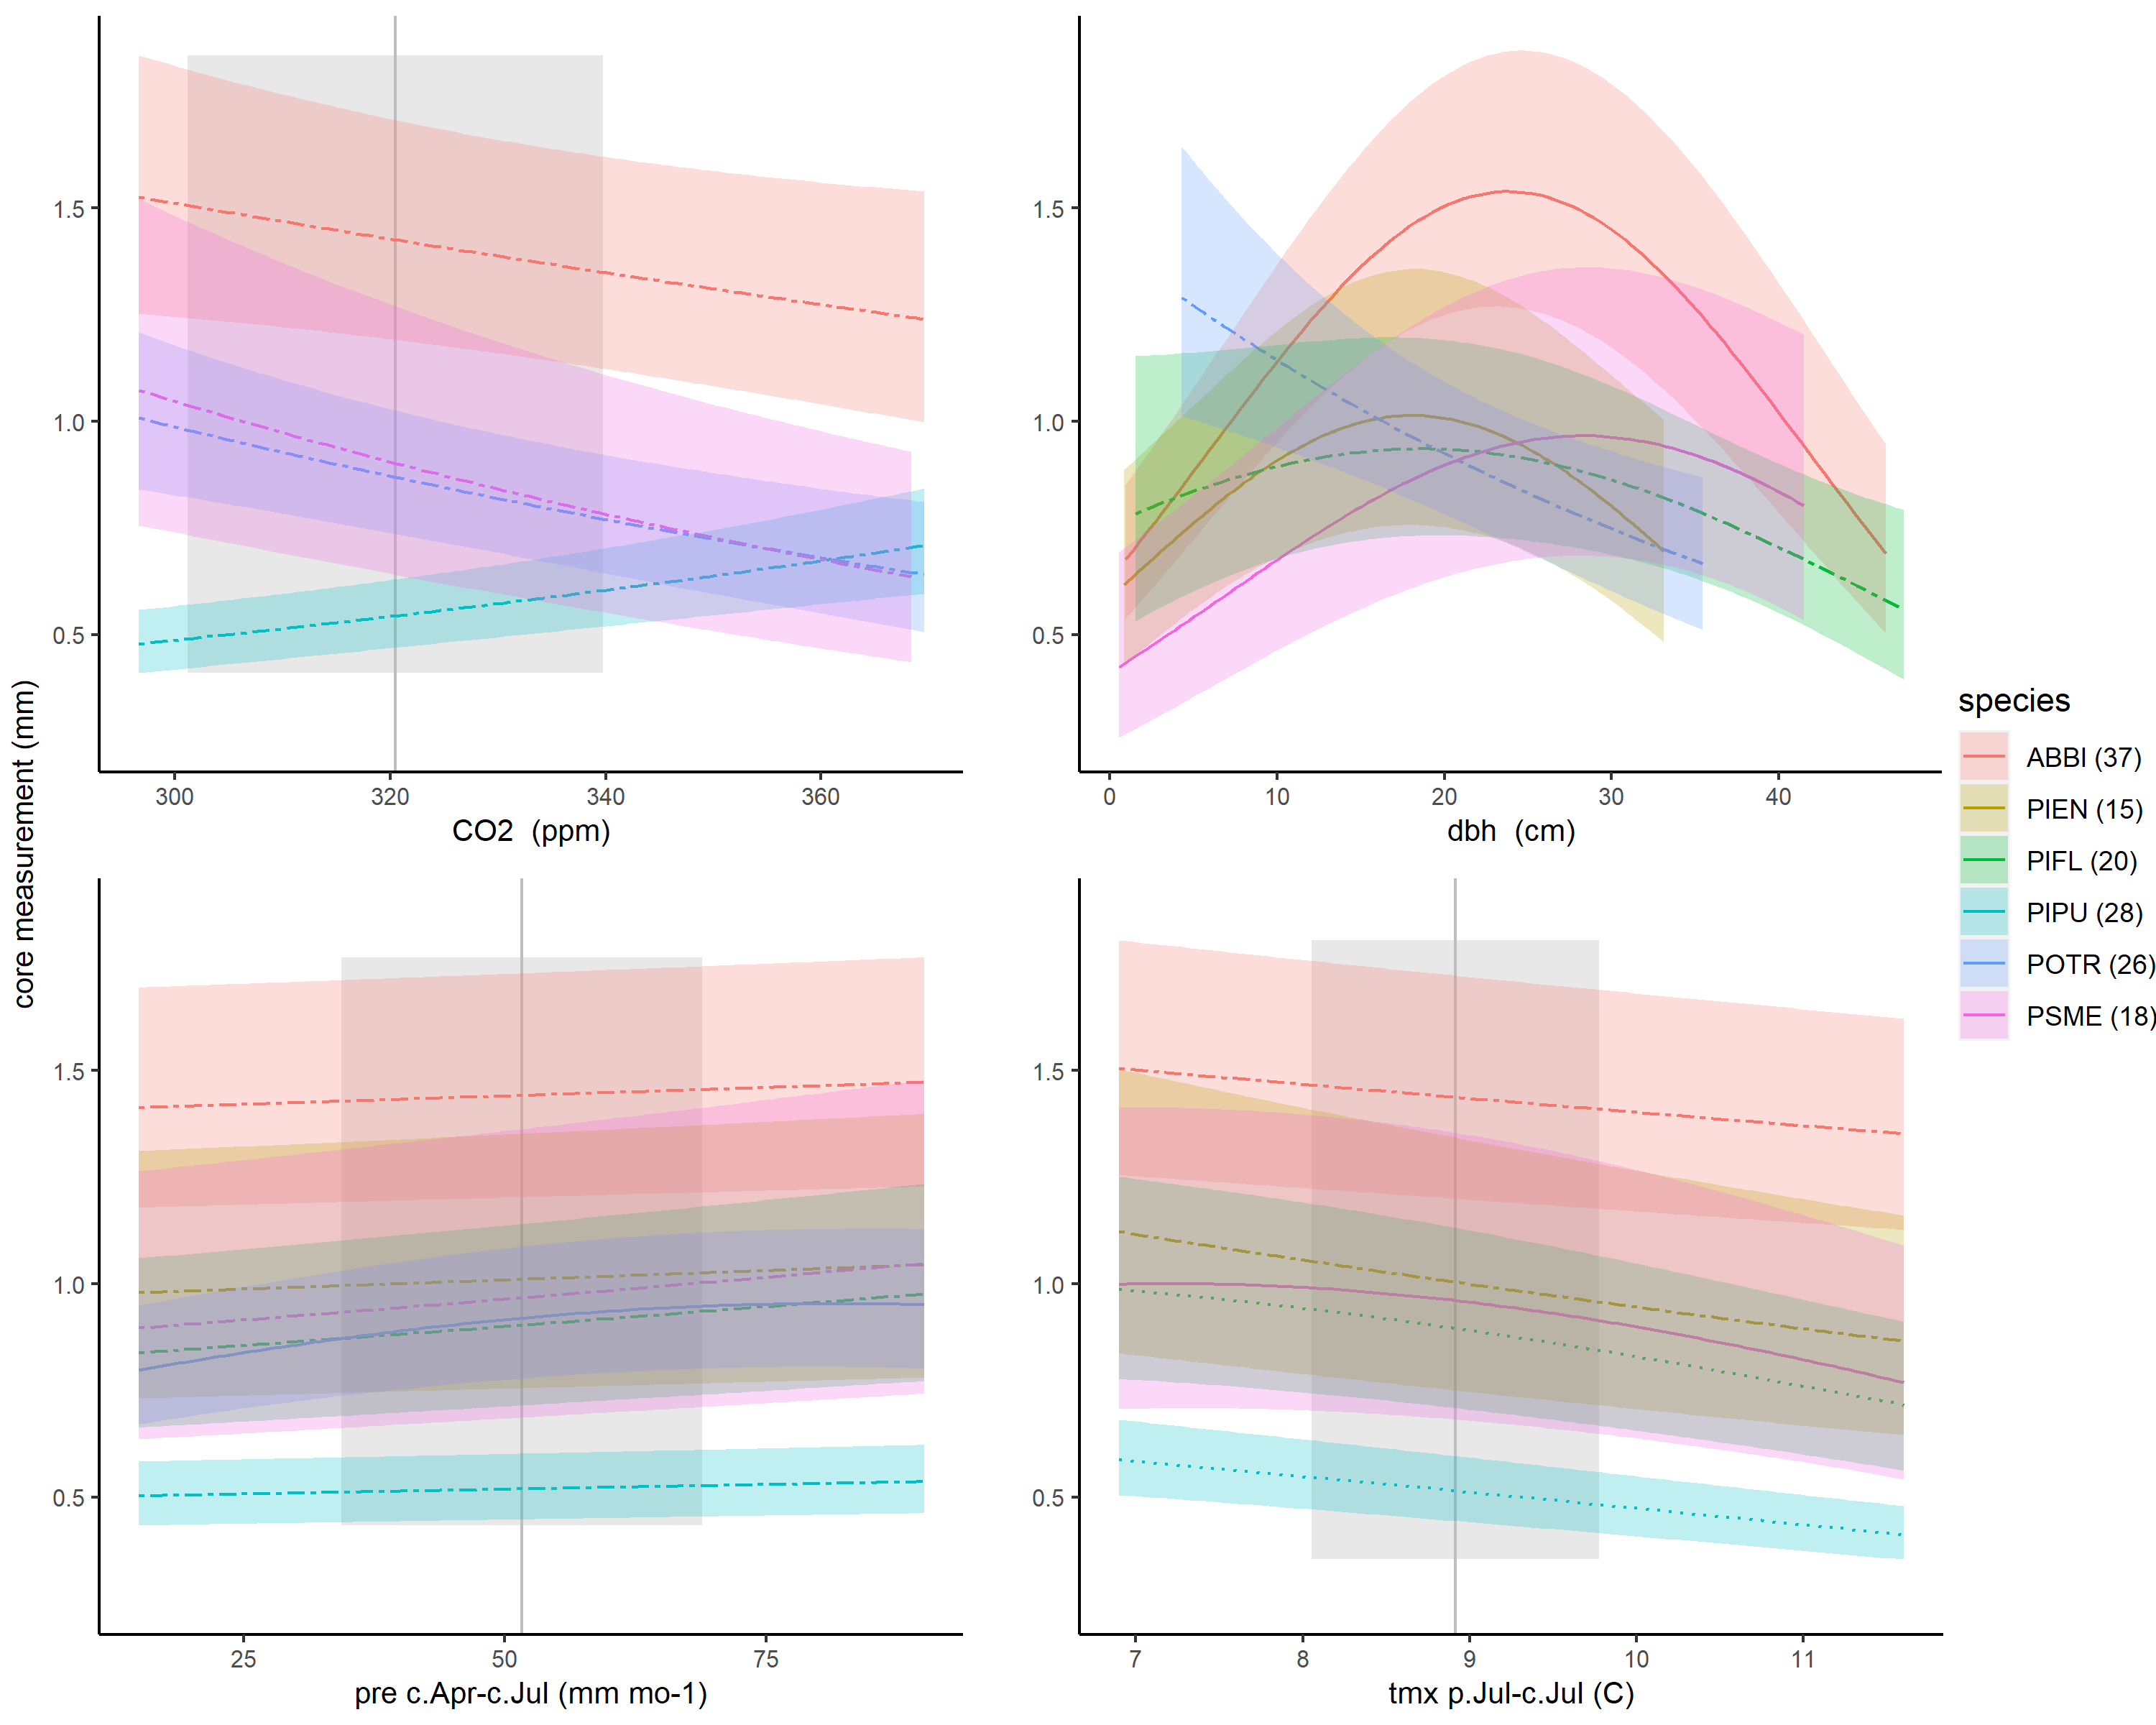 core measurement (mm)
1.5
1.0
0.5
300 320 340 360
CO2 (ppm)
1.5
1.0
0.5
0 10 20 30 40
dbh (cm)
1.5
1.0
0.5
25 50 75
pre c.Apr-c.Jul (mm mo-1)
1.5
1.0
0.5
7 8 9 10 11
tmx p.Jul-c.Jul (C)
species
ABBI (37)
PIEN (15)
PIFL (20)
PIPU (28)
POTR (26)
PSME (18)